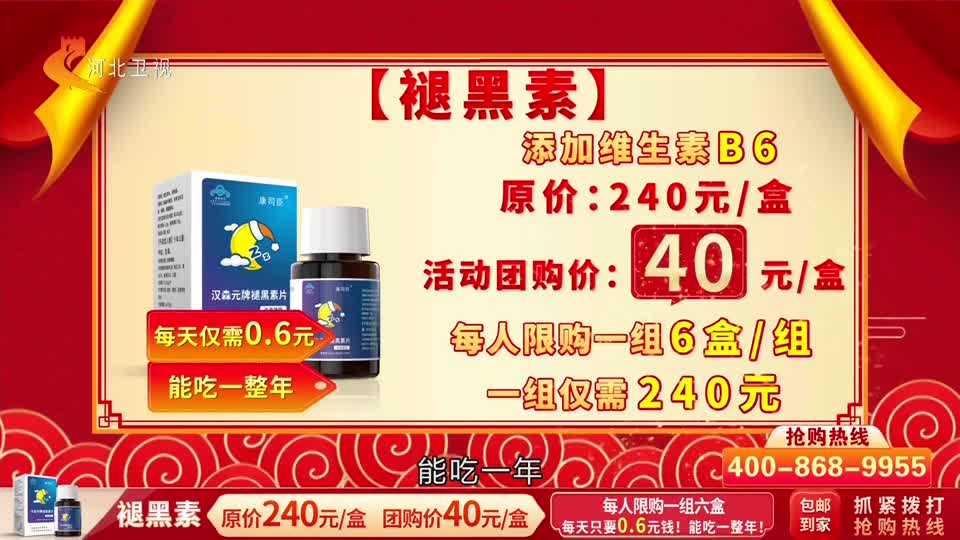 河北卫视
【褪黑素】
添加维生素B6
原价:240元/盒
活动团购价:40元/盒
每人限购一组6盒/组
一组仅需240元
康司臣
汉森元牌褪黑素片
康司臣
每天仅需0.6元
能吃一整年
抢购热线
400-868-9955
能吃一年
褪黑素
原价240元/盒 团购价40元/盒
每人限购一组六盒
每天只要0.6元钱!能吃一整年!
包邮
到家
抓紧拨打
抢购热线